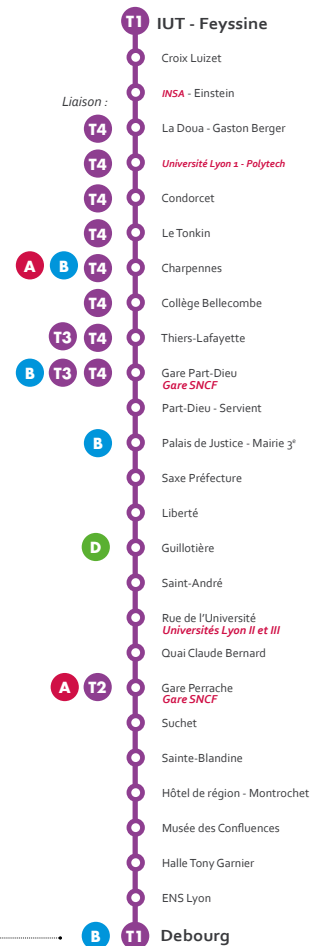 T1 IUT - Feyssine
Croix Luizet
INSA - Einstein
Liaison :
T4 La Doua - Gaston Berger
T4 Université Lyon 1 - Polytech
T4 Condorcet
T4 Le Tonkin
A B T4 Charpennes
T4 Collège Bellecombe
T3 T4 Thiers-Lafayette
B T3 T4 Gare Part-Dieu
Gare SNCF
Part-Dieu - Servient
B Palais de Justice - Mairie 3e
Saxe Préfecture
Liberté
D Guillotière
Saint-André
Rue de l'Université
Universités Lyon II et III
Quai Claude Bernard
A T2 Gare Perrache
Gare SNCF
Suchet
Sainte-Blandine
Hôtel de région - Montrochet
Musée des Confluences
Halle Tony Garnier
ENS Lyon
B T1 Debourg